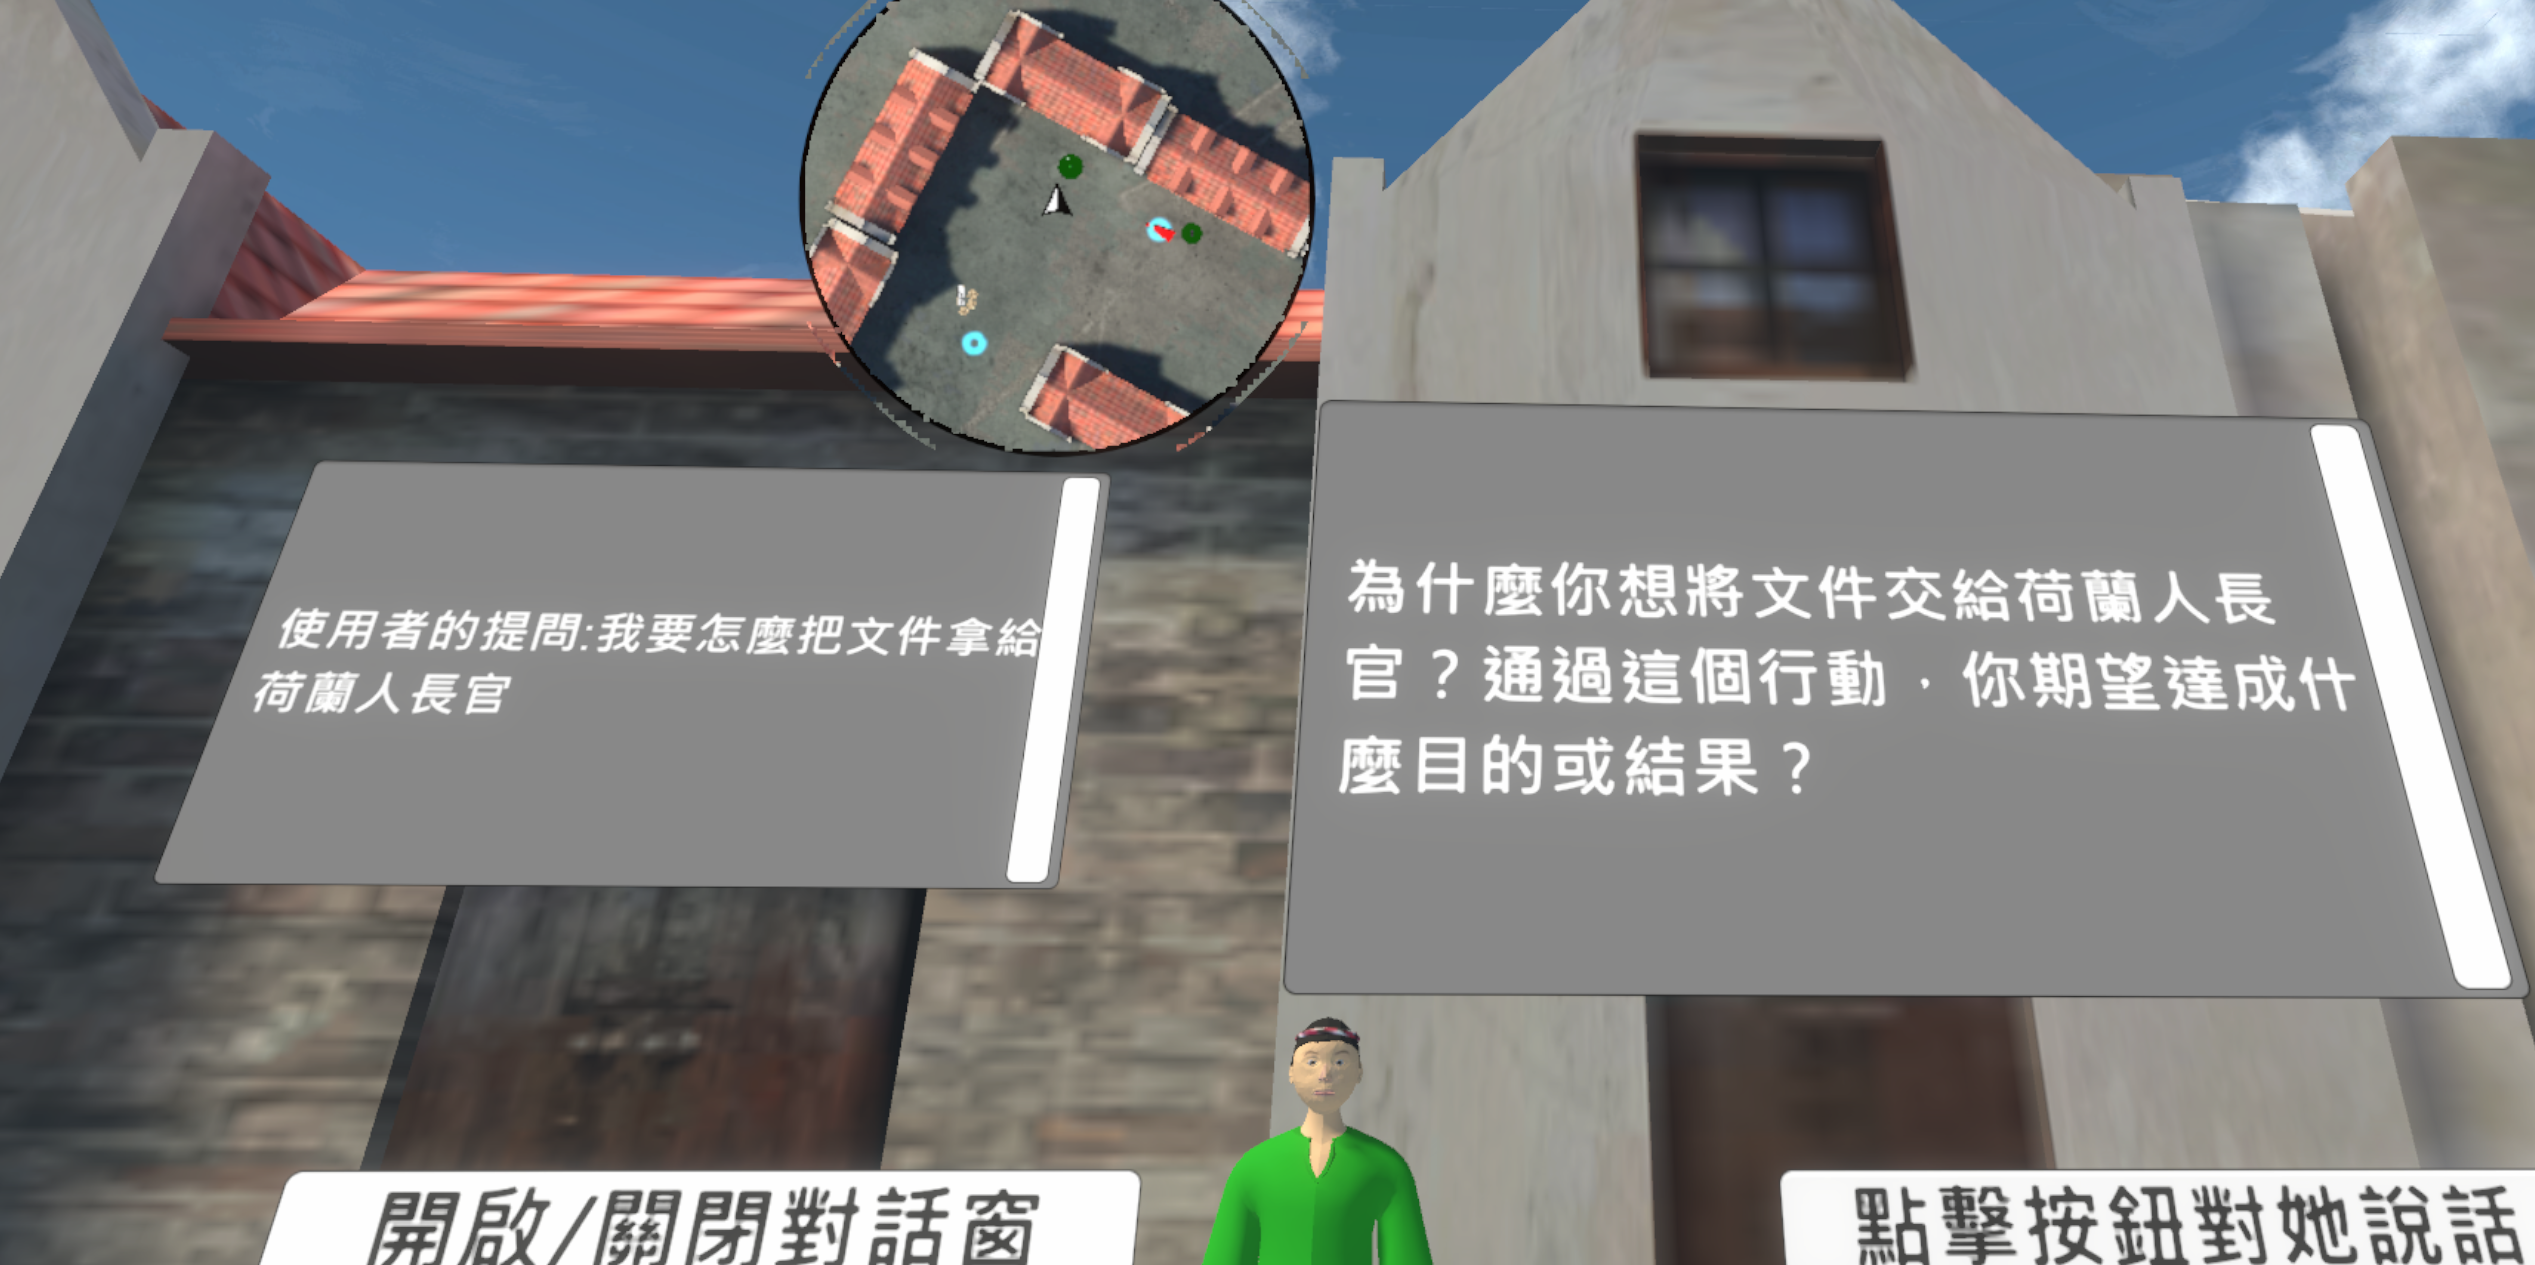 使用者的提問:我要怎麼把文件拿給
荷蘭人長官
為什麼你想將文件交給荷蘭人長
官？通過這個行動，你期望達成什
麼目的或結果？
開啟/關閉對話窗
點擊按鈕對她說話